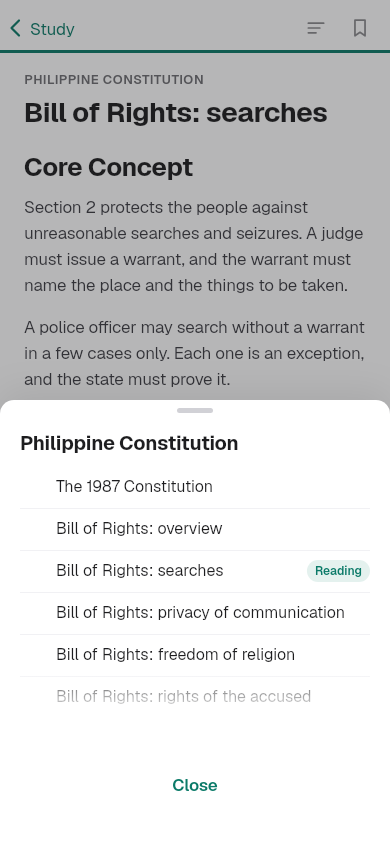 Study
PHILIPPINE CONSTITUTION
Bill of Rights: searches
Core Concept
Section 2 protects the people against
unreasonable searches and seizures. A judge
must issue a warrant, and the warrant must
name the place and the things to be taken.
A police officer may search without a warrant
in a few cases only. Each one is an exception,
and the state must prove it.
Philippine Constitution
The 1987 Constitution
Bill of Rights: overview
Bill of Rights: searches
Reading
Bill of Rights: privacy of communication
Bill of Rights: freedom of religion
Bill of Rights: rights of the accused
Close